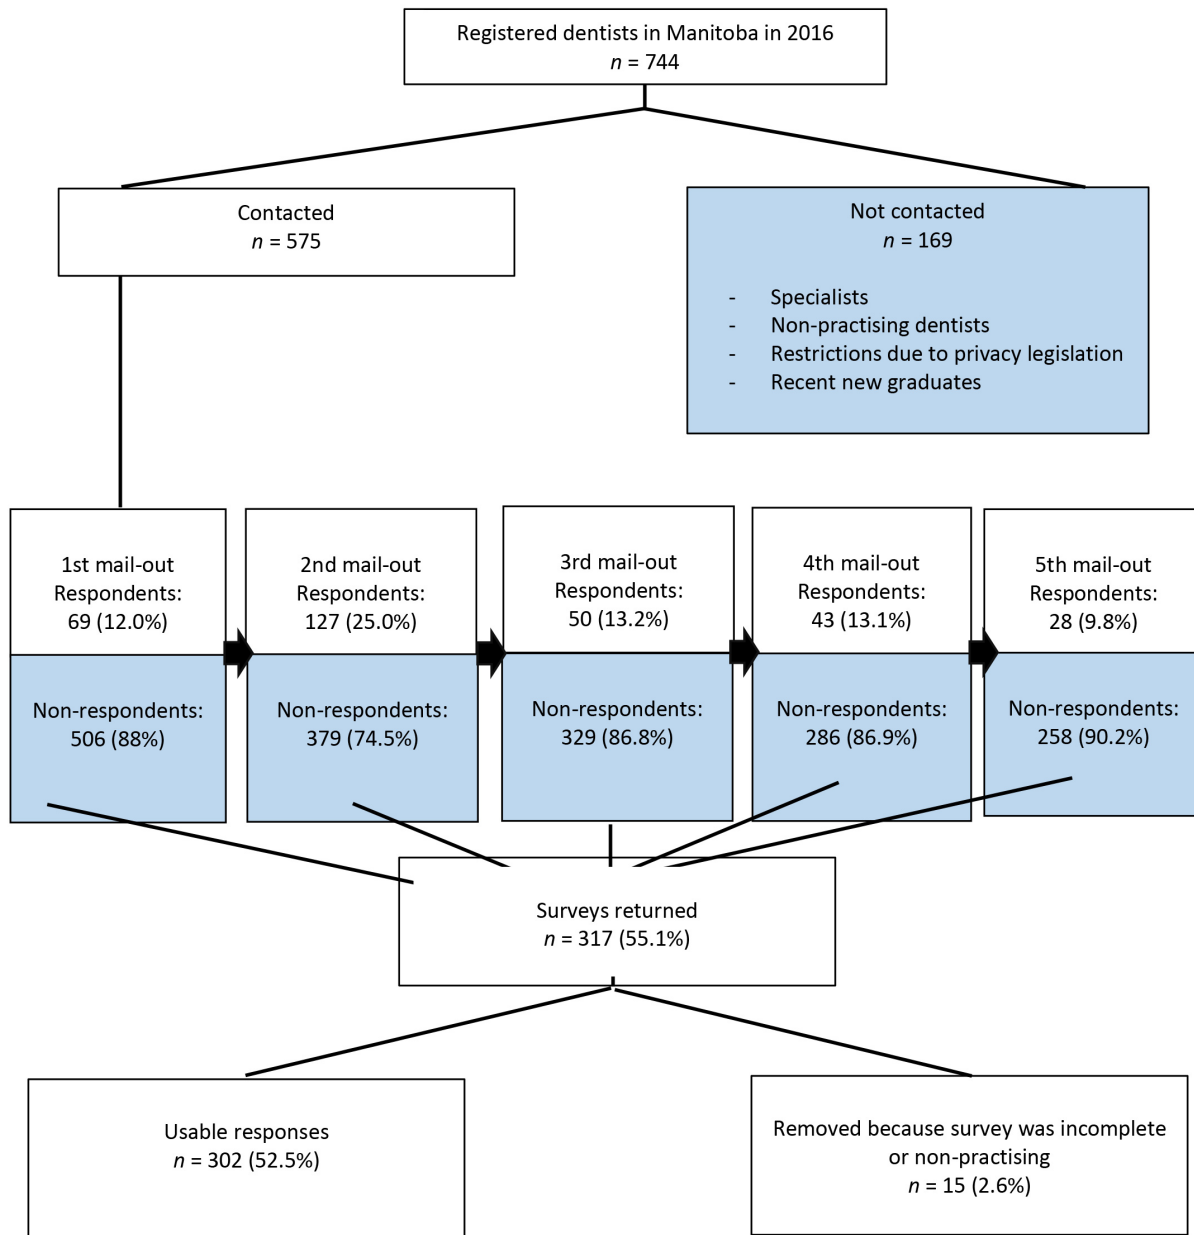 Registered dentists in Manitoba in 2016
n = 744
Contacted
n = 575
Not contacted
n = 169
- Specialists
- Non-practising dentists
- Restrictions due to privacy legislation
- Recent new graduates
1st mail-out
Respondents:
69 (12.0%)
Non-respondents:
506 (88%)
2nd mail-out
Respondents:
127 (25.0%)
Non-respondents:
379 (74.5%)
3rd mail-out
Respondents:
50 (13.2%)
Non-respondents:
329 (86.8%)
4th mail-out
Respondents:
43 (13.1%)
Non-respondents:
286 (86.9%)
5th mail-out
Respondents:
28 (9.8%)
Non-respondents:
258 (90.2%)
Surveys returned
n = 317 (55.1%)
Usable responses
n = 302 (52.5%)
Removed because survey was incomplete
or non-practising
n = 15 (2.6%)